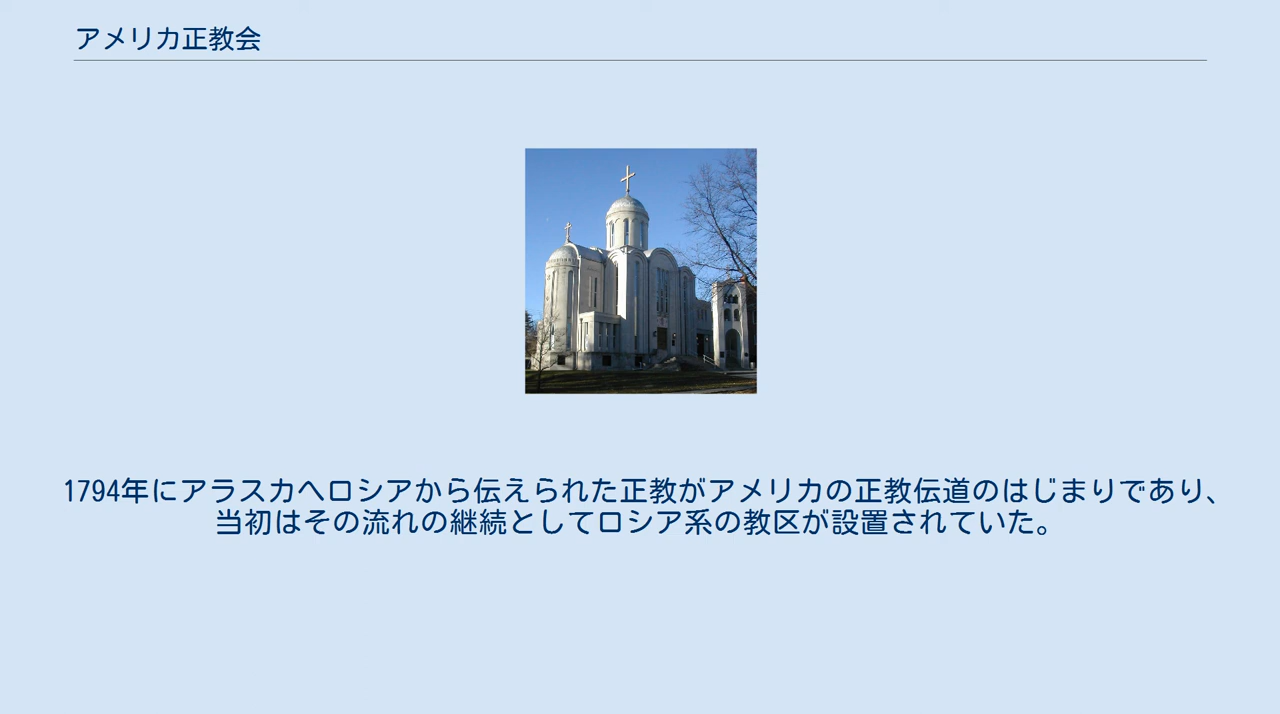 アメリカ正教会
1794年にアラスカへロシアから伝えられた正教がアメリカの正教伝道のはじまりであり、
当初はその流れの継続としてロシア系の教区が設置されていた。